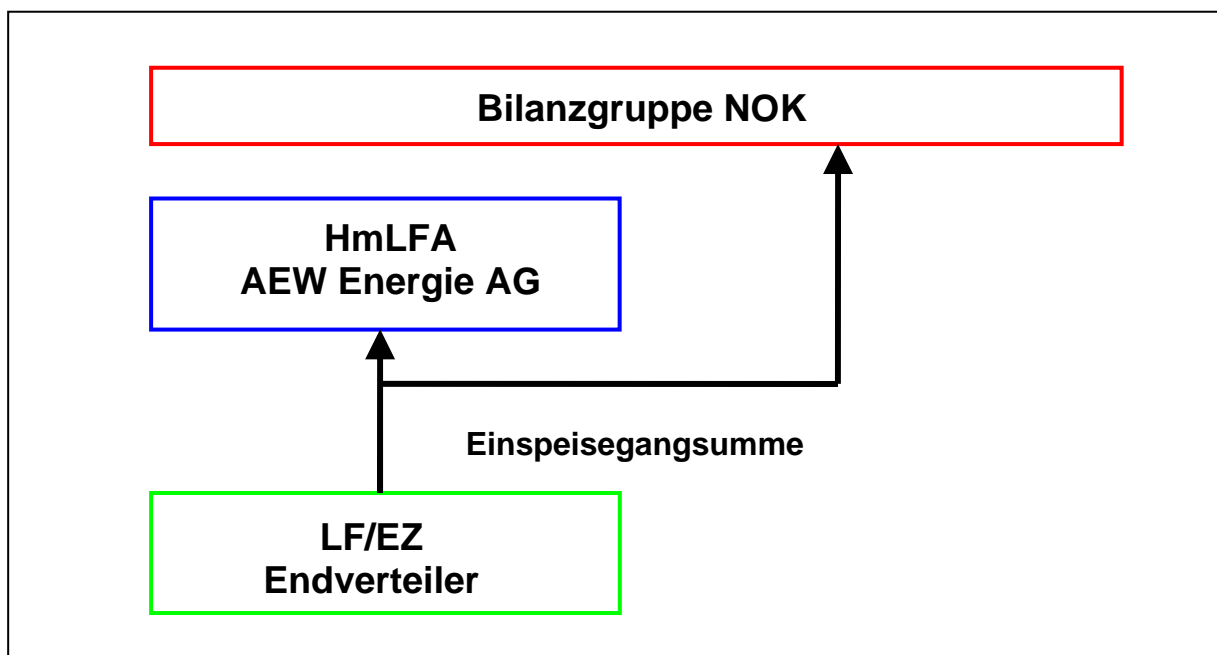 Bilanzgruppe NOK
HmLFA
AEW Energie AG
Einspeisegangsumme
LF/EZ
Endverteiler